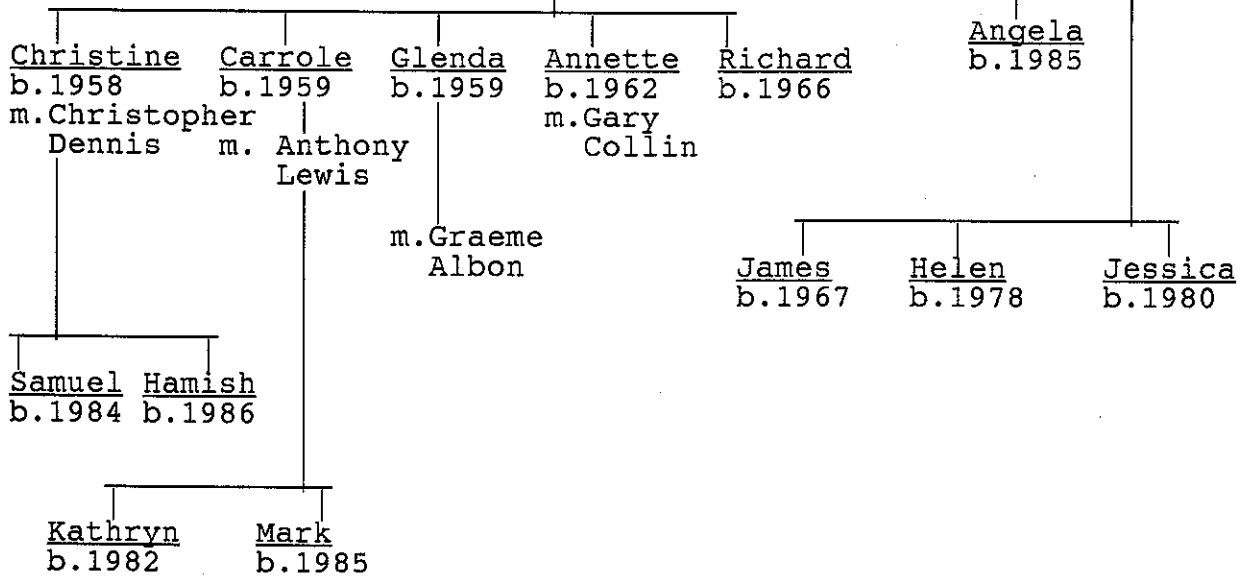 Christine Carrole Glenda Annette Richard Angela
b.1958 b.1959 b.1959 b.1962 b.1966 b.1985
m.Christopher m.Gary
Dennis m. Anthony Collin
Lewis
m.Graeme
Albon
James Helen Jessica
b.1967 b.1978 b.1980
Samuel Hamish
b.1984 b.1986
Kathryn Mark
b.1982 b.1985